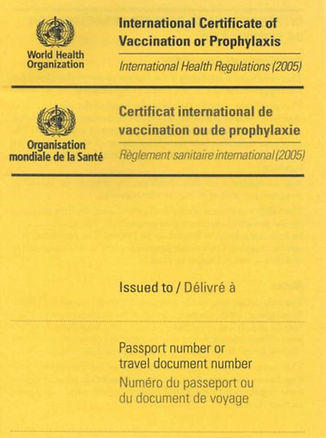 International Certificate of
Vaccination or Prophylaxis
World Health
Organization
International Health Regulations (2005)
Certificat international de
vaccination ou de prophylaxie
Organisation
mondiale de la Santé
Règlement sanitaire international (2005)
Issued to / Délivré à
Passport number or
travel document number
Numéro du passeport ou
du document de voyage